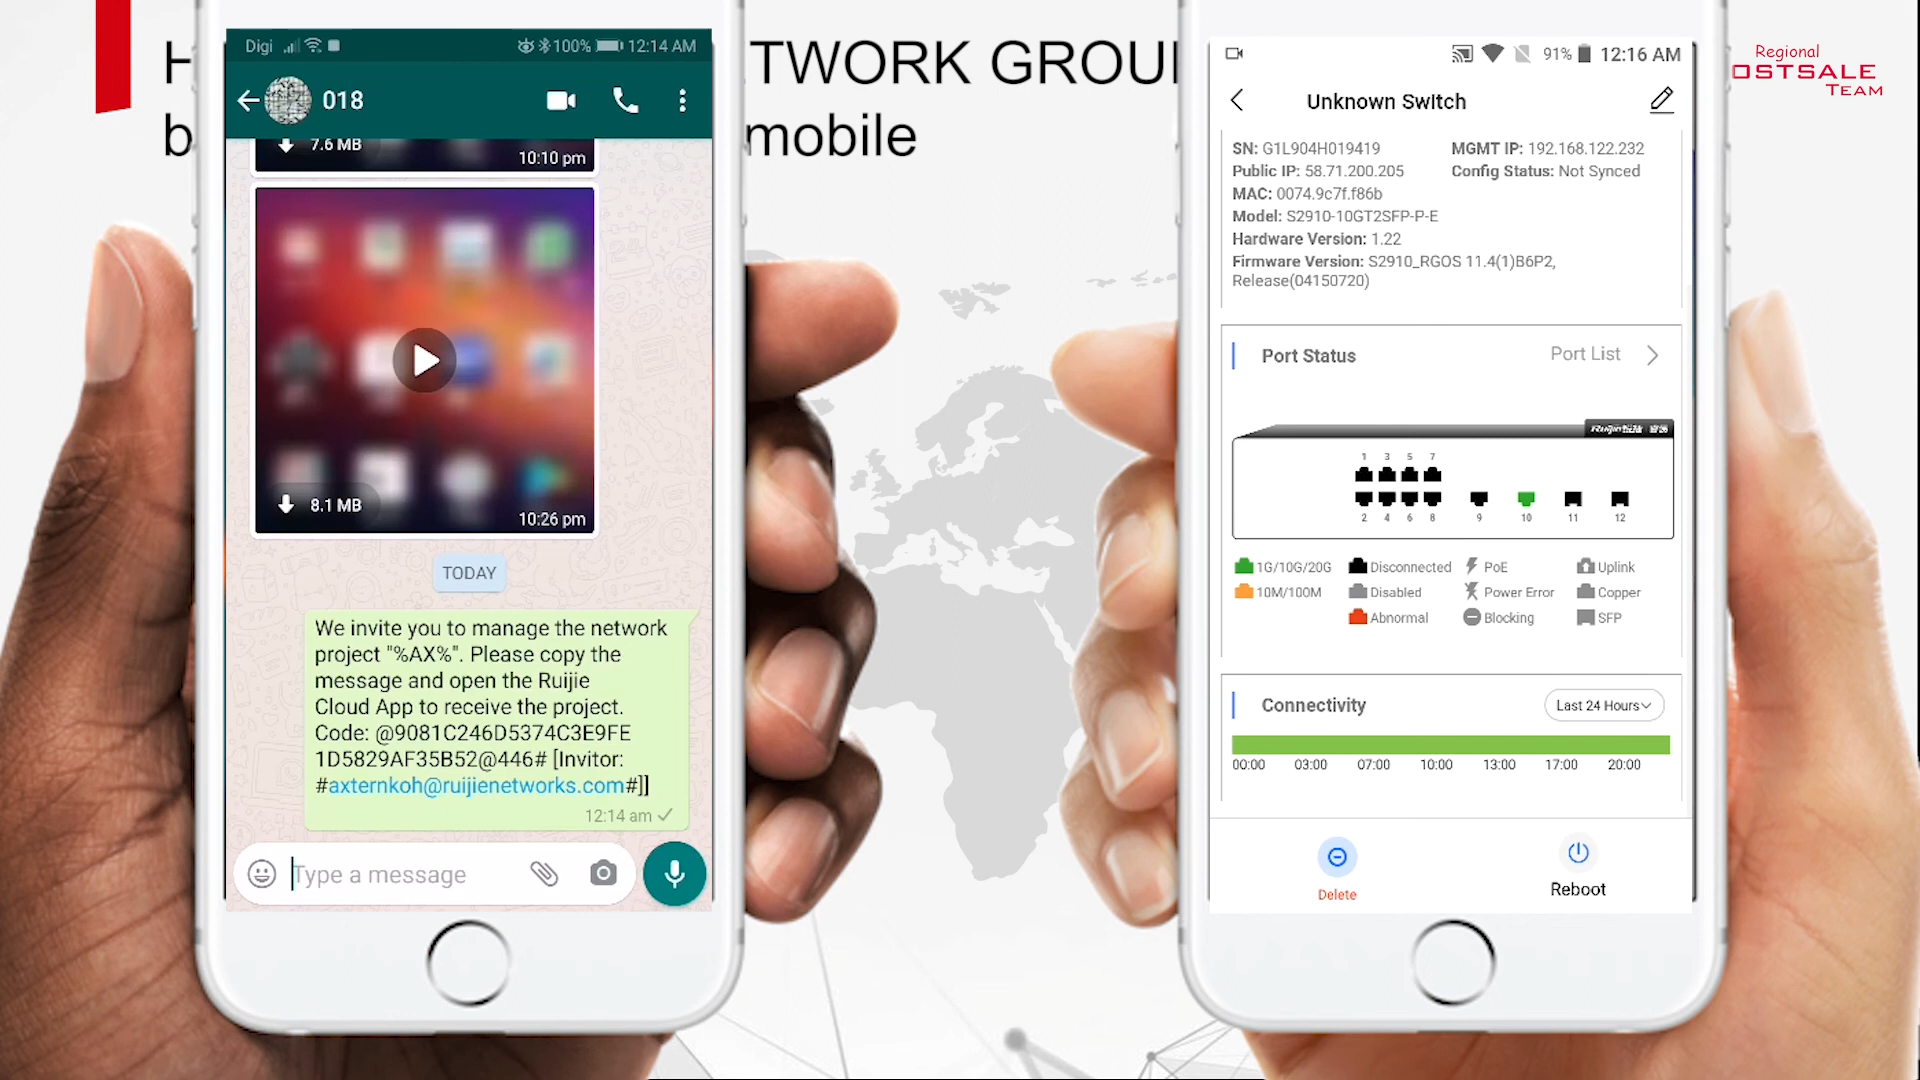 TWORK GROU
mobile
Regional
OSTSALE
TEAM
Digi
100%
12:14 AM
018
7.6 MB
10:10 pm
8.1 MB
10:26 pm
TODAY
We invite you to manage the network
project "%AX%". Please copy the
message and open the Ruijie
Cloud App to receive the project.
Code: @9081C246D5374C3E9FE
1D5829AF35B52@446# [Invitor:
#axternkoh@ruijienetworks.com#]]
12:14 am
Type a message
91%
12:16 AM
Unknown Switch
SN: G1L904H019419
MGMT IP: 192.168.122.232
Public IP: 58.71.200.205
Config Status: Not Synced
MAC: 0074.9c7f.f86b
Model: S2910-10GT2SFP-P-E
Hardware Version: 1.22
Firmware Version: S2910_RGOS 11.4(1)B6P2,
Release(04150720)
Port Status
Port List
1 3 5 7
2 4 6 8 9 10 11 12
1G/10G/20G Disconnected PoE Uplink
10M/100M Disabled Power Error Copper
Abnormal Blocking SFP
Connectivity
Last 24 Hours
00:00 03:00 07:00 10:00 13:00 17:00 20:00
Delete
Reboot